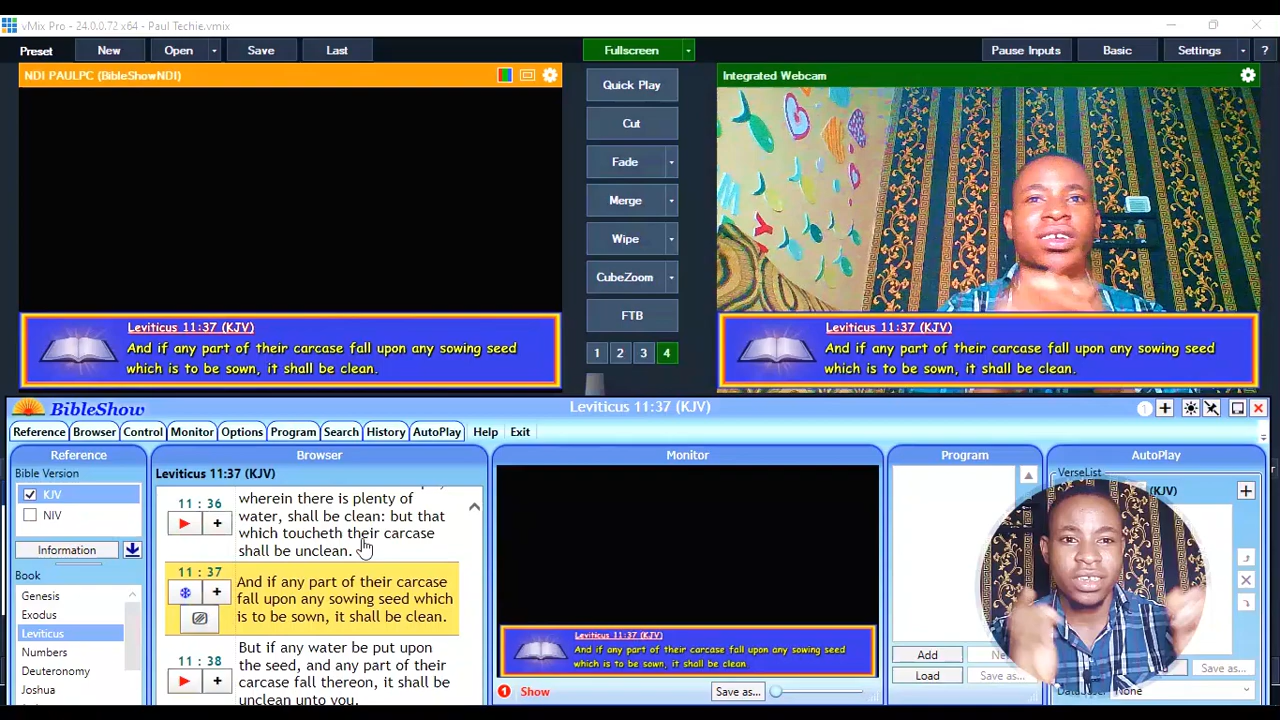 vMix Pro - 24.0.0.72 x64 - Paul Techie.vmix
Preset New Open Save Last Fullscreen Pause Inputs Basic Settings ?
NDI PAULPC (BibleShowNDI)
Integrated Webcam
Quick Play
Cut
Fade
Merge
Wipe
CubeZoom
FTB
1 2 3 4
Leviticus 11:37 (KJV)
And if any part of their carcase fall upon any sowing seed
which is to be sown, it shall be clean.
Leviticus 11:37 (KJV)
And if any part of their carcase fall upon any sowing seed
which is to be sown, it shall be clean.
BibleShow
Leviticus 11:37 (KJV)
1
Reference Browser Control Monitor Options Program Search History AutoPlay Help Exit
Reference
Bible Version
KJV
NIV
Information
Book
Genesis
Exodus
Leviticus
Numbers
Deuteronomy
Joshua
Browser
Leviticus 11:37 (KJV)
11 : 36
wherein there is plenty of
water, shall be clean: but that
which toucheth their carcase
shall be unclean.
11 : 37
And if any part of their carcase
fall upon any sowing seed which
is to be sown, it shall be clean.
11 : 38
But if any water be put upon
the seed, and any part of their
carcase fall thereon, it shall be
unclean unto you.
Monitor
Leviticus 11:37 (KJV)
And if any part of their carcase fall upon any sowing seed
which is to be sown, it shall be clean.
1 Show
Save as...
Program
Add
Load
Save as...
AutoPlay
VerseList
(KJV)
Save as...
None